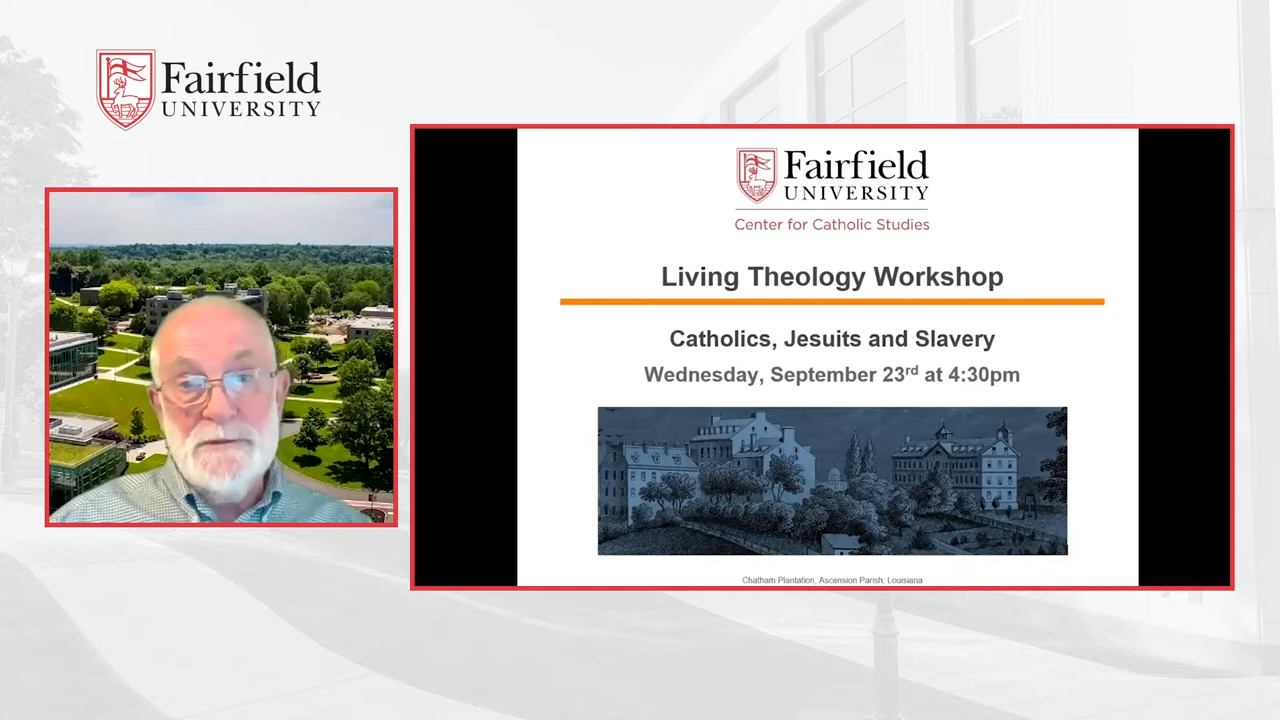 Fairfield
UNIVERSITY
Fairfield
UNIVERSITY
Center for Catholic Studies
Living Theology Workshop
Catholics, Jesuits and Slavery
Wednesday, September 23rd at 4:30pm
Chatham Plantation, Ascension Parish, Louisiana